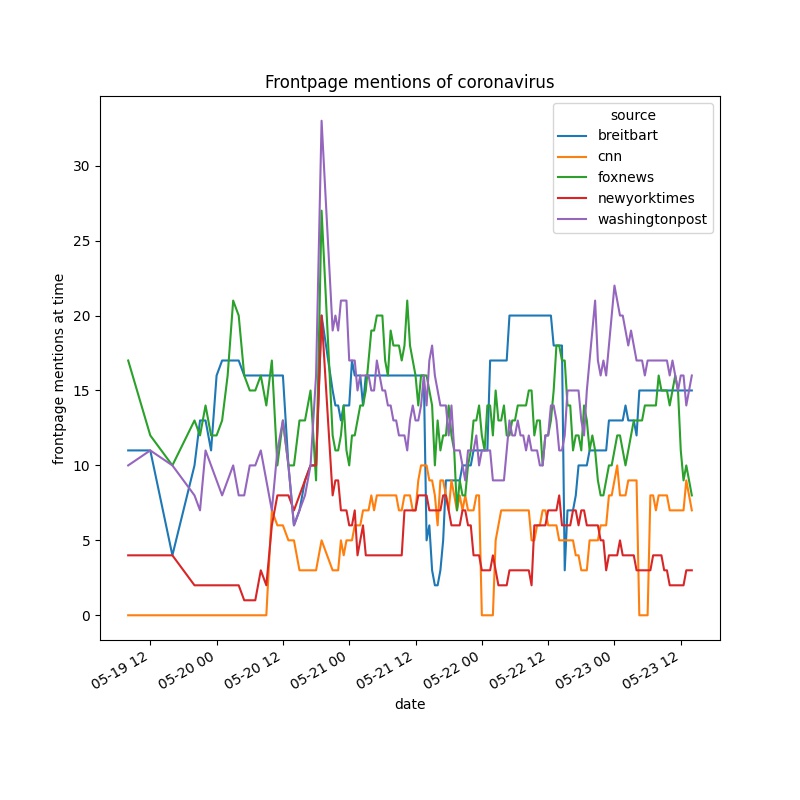 Frontpage mentions of coronavirus
source
breitbart
cnn
foxnews
newyorktimes
washingtonpost
frontpage mentions at time
30
25
20
15
10
5
0
05-19 12
05-20 00
05-20 12
05-21 00
05-21 12
05-22 00
05-22 12
05-23 00
05-23 12
date